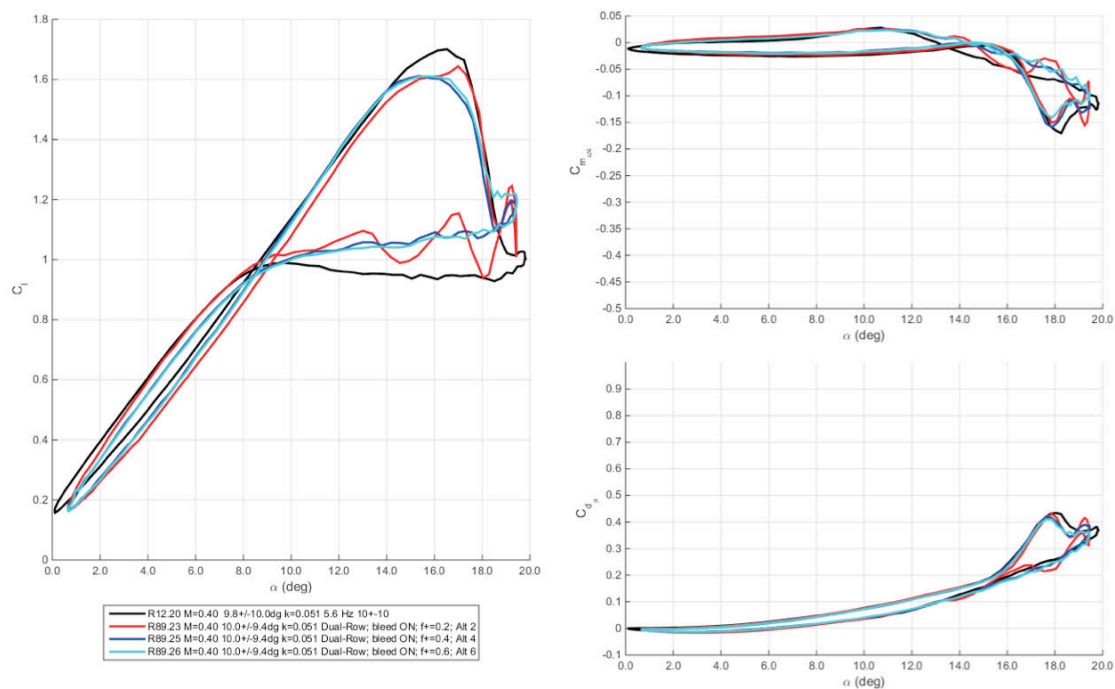 1.8
1.6
1.4
1.2
1
0.8
0.6
0.4
0.2
0
C_l
0.0 2.0 4.0 6.0 8.0 10.0 12.0 14.0 16.0 18.0 20.0
α (deg)
R12.20 M=0.40 9.8+/-10.0dg k=0.051 5.6 Hz 10+-10
R89.23 M=0.40 10.0+/-9.4dg k=0.051 Dual-Row; bleed ON; f+=0.2; Alt 2
R89.25 M=0.40 10.0+/-9.4dg k=0.051 Dual-Row; bleed ON; f+=0.4; Alt 4
R89.26 M=0.40 10.0+/-9.4dg k=0.051 Dual-Row; bleed ON; f+=0.6; Alt 6
0.05
0
-0.05
-0.1
-0.15
-0.2
-0.25
-0.3
-0.35
-0.4
-0.45
-0.5
0.0 2.0 4.0 6.0 8.0 10.0 12.0 14.0 16.0 18.0 20.0
α (deg)
0.9
0.8
0.7
0.6
0.5
0.4
0.3
0.2
0.1
0
-0.1
C_d_p
0.0 2.0 4.0 6.0 8.0 10.0 12.0 14.0 16.0 18.0 20.0
α (deg)